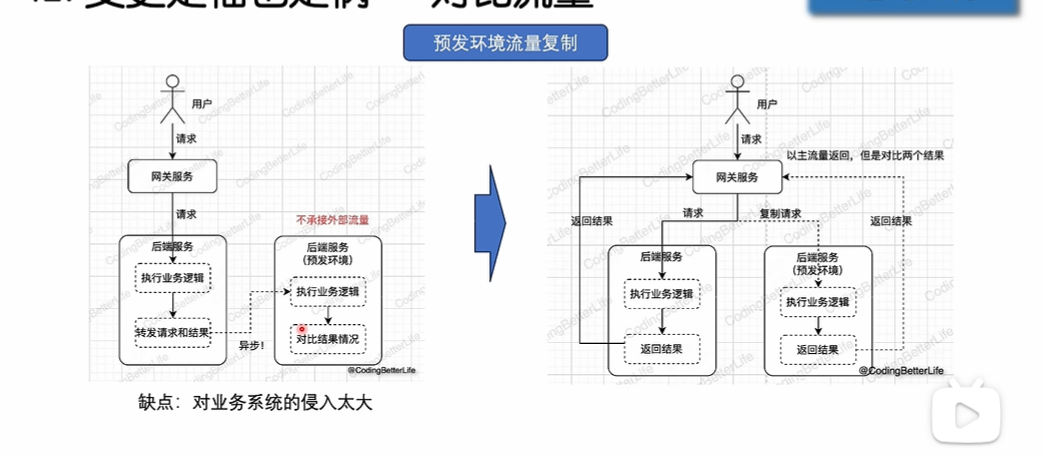 预发环境流量复制
用户
请求
网关服务
请求
不承接外部流量
后端服务
执行业务逻辑
转发请求和结果
异步!
后端服务
(预发环境)
执行业务逻辑
对比结果情况
@CodingBetterLife
缺点：对业务系统的侵入太大
用户
请求
以主流量返回，但是对比两个结果
网关服务
返回结果
请求
复制请求
返回结果
后端服务
执行业务逻辑
返回结果
后端服务
(预发环境)
执行业务逻辑
返回结果
@CodingBetterLife
CodingBetterLife